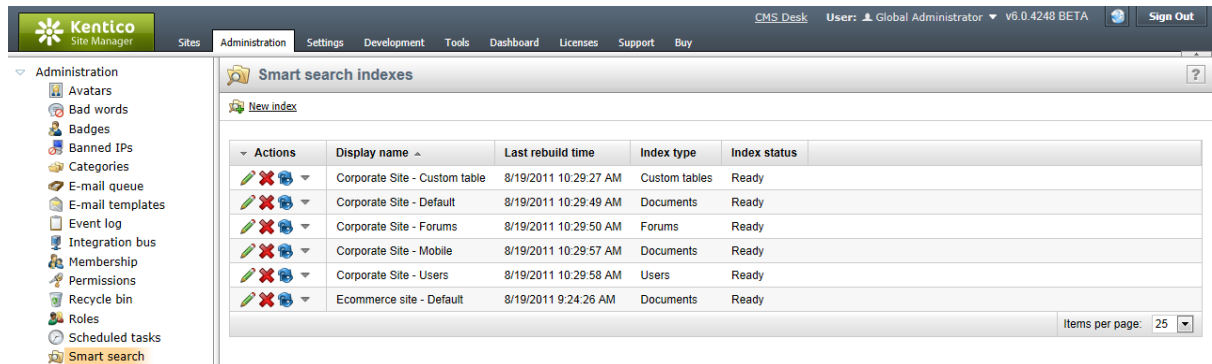 CMS Desk User: Global Administrator v6.0.4248 BETA Sign Out
Kentico
Site Manager
Sites Administration Settings Development Tools Dashboard Licenses Support Buy
Administration
Avatars
Bad words
Badges
Banned IPs
Categories
E-mail queue
E-mail templates
Event log
Integration bus
Membership
Permissions
Recycle bin
Roles
Scheduled tasks
Smart search
Smart search indexes ?
New index
Actions Display name Last rebuild time Index type Index status
Corporate Site - Custom table 8/19/2011 10:29:27 AM Custom tables Ready
Corporate Site - Default 8/19/2011 10:29:49 AM Documents Ready
Corporate Site - Forums 8/19/2011 10:29:50 AM Forums Ready
Corporate Site - Mobile 8/19/2011 10:29:57 AM Documents Ready
Corporate Site - Users 8/19/2011 10:29:58 AM Users Ready
Ecommerce site - Default 8/19/2011 9:24:26 AM Documents Ready
Items per page: 25